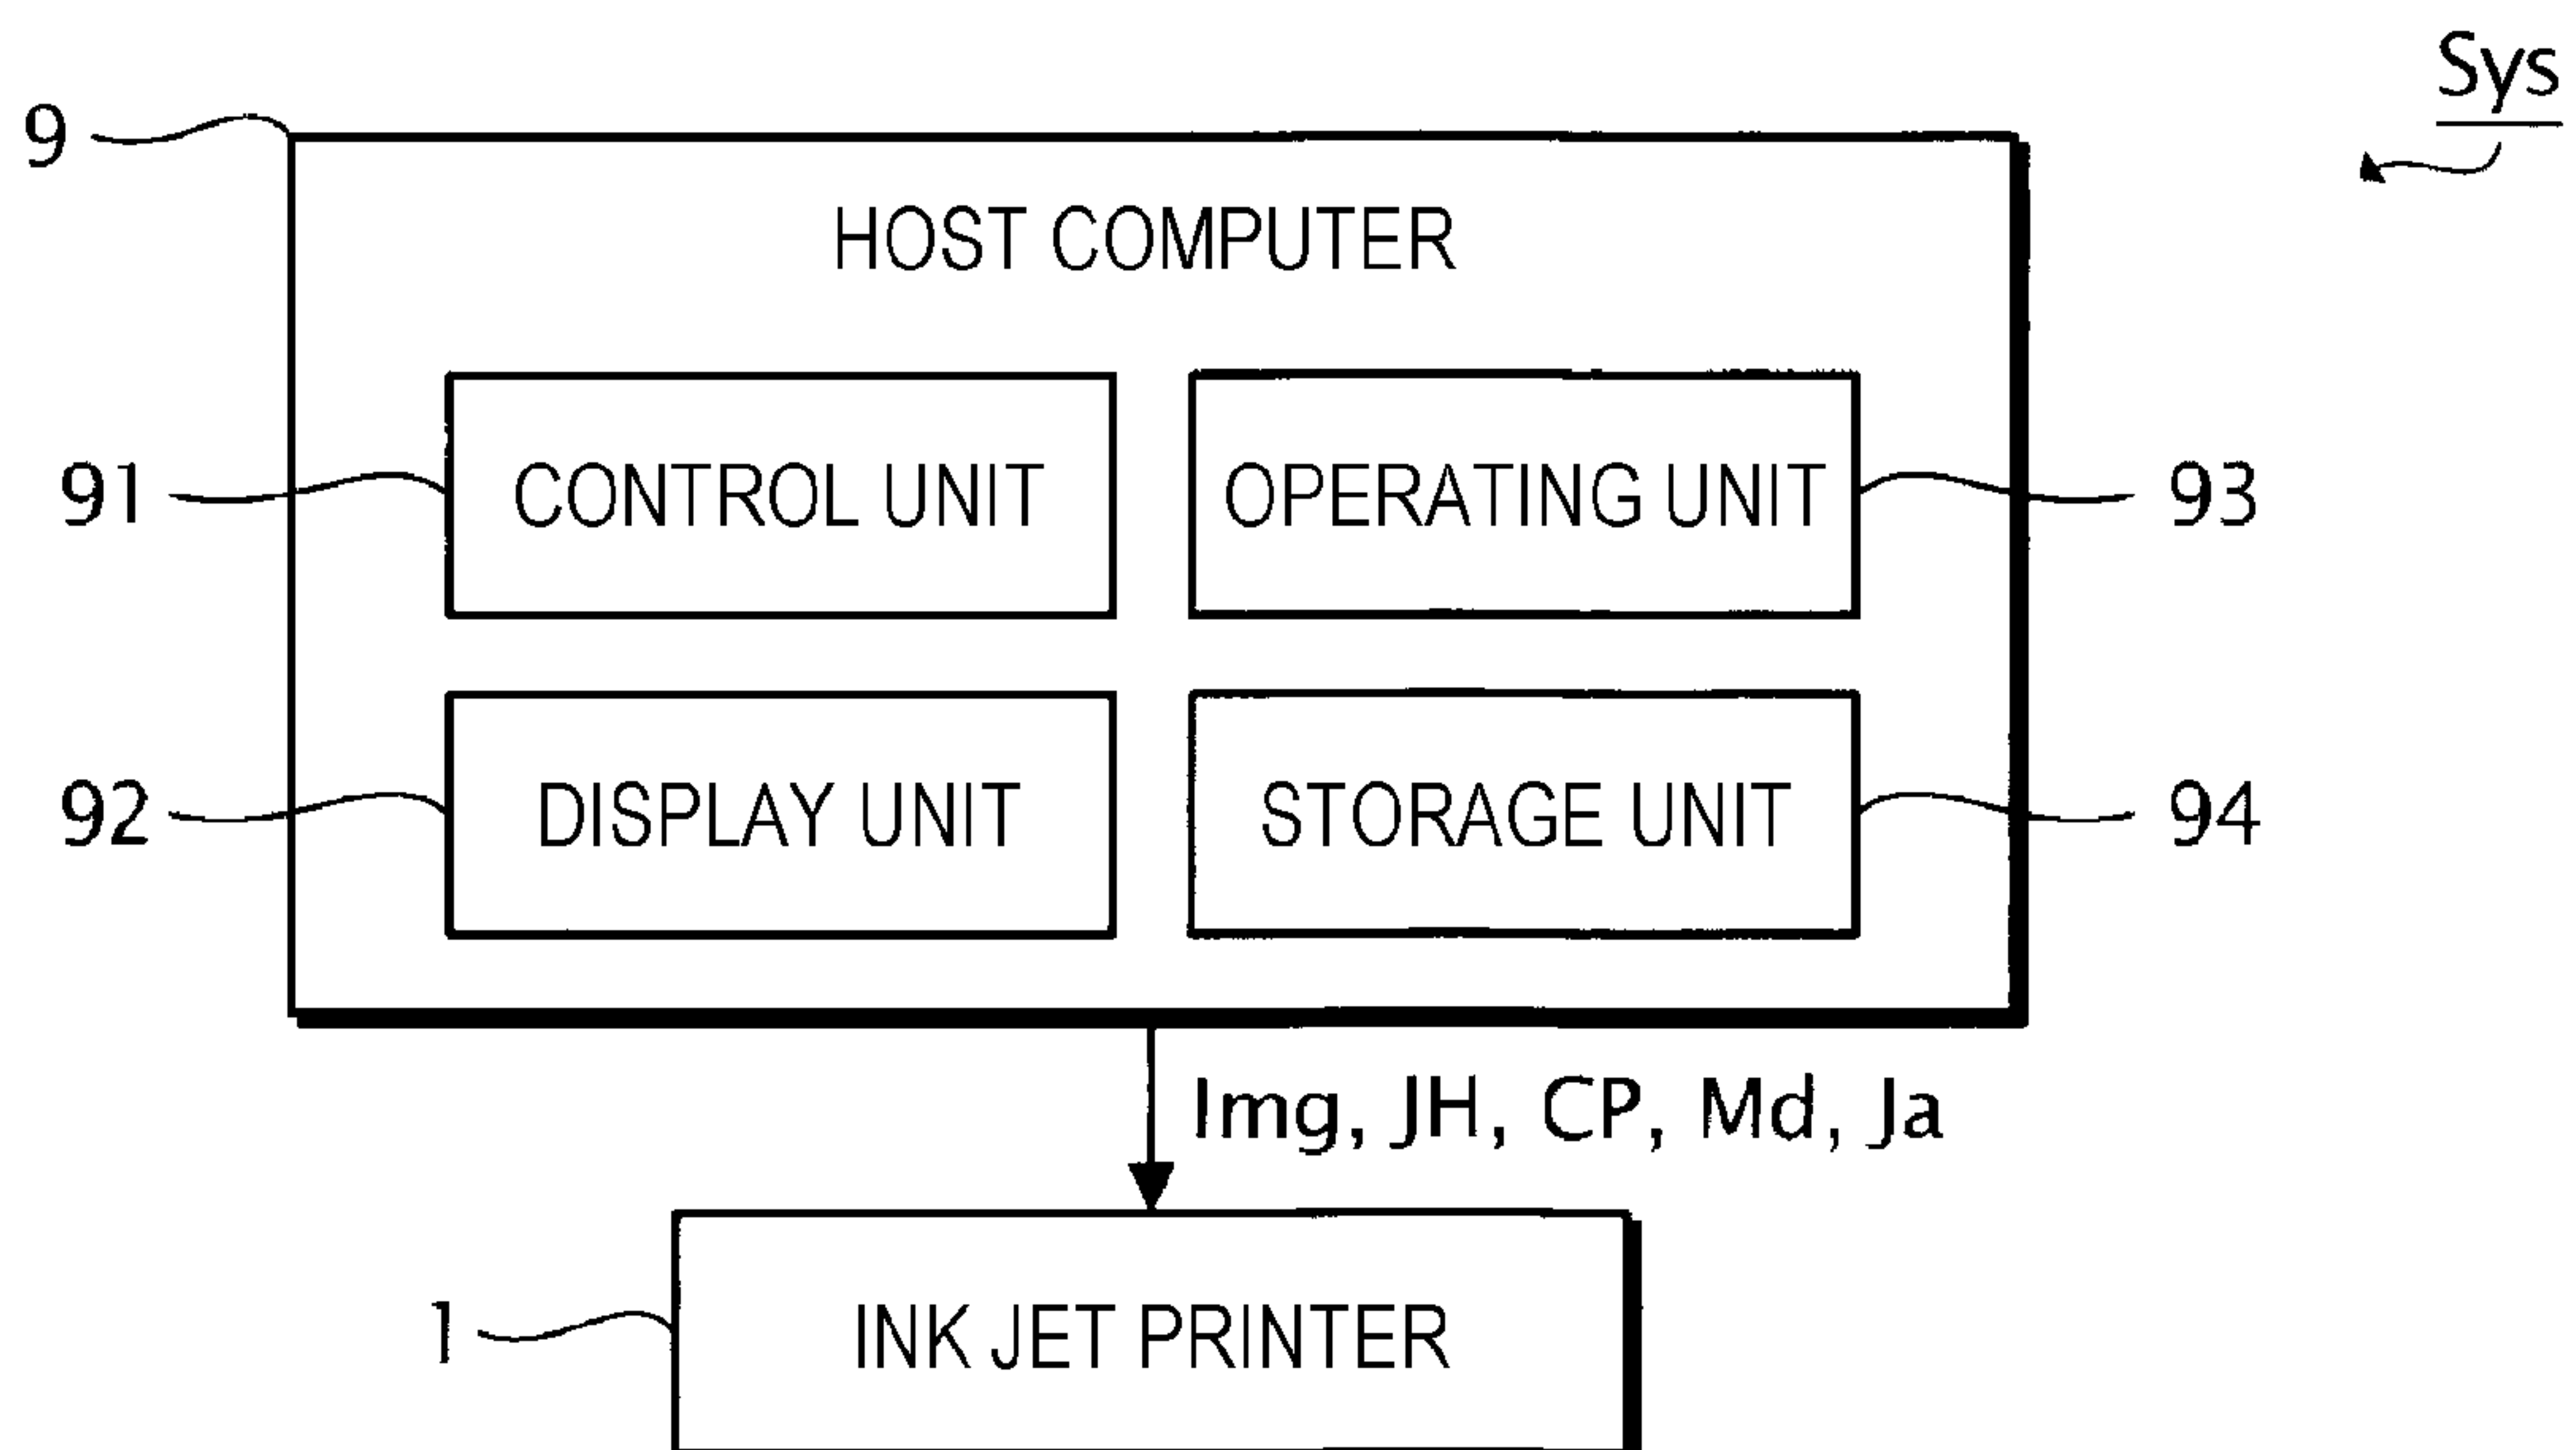 Sys
9
HOST COMPUTER
91
CONTROL UNIT
OPERATING UNIT
93
92
DISPLAY UNIT
STORAGE UNIT
94
Img, JH, CP, Md, Ja
1
INK JET PRINTER